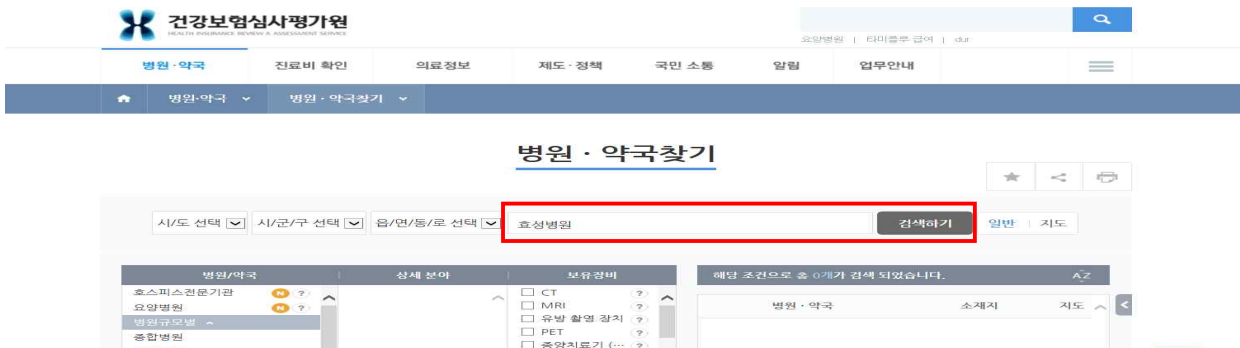 건강보험심사평가원
HEALTH INSURANCE REVIEW & ASSESSMENT SERVICE
요양병원 | 타미플루 급여 | dur
병원·약국 진료비 확인 의료정보 제도·정책 국민 소통 알림 업무안내
병원·약국 병원·약국찾기
병원·약국찾기
시/도 선택 시/군/구 선택 읍/면/동/로 선택 효성병원 검색하기 일반 지도
병원/약국 상세 분야 보유장비 해당 조건으로 총 0개가 검색 되었습니다. AZ
호스피스전문기관 N ? CT ?
요양병원 N ? MRI ? 병원·약국 소재지 지도 <
병원규모별 유방 촬영 장치 ?
종합병원 PET ?
종양치료기 (… ?